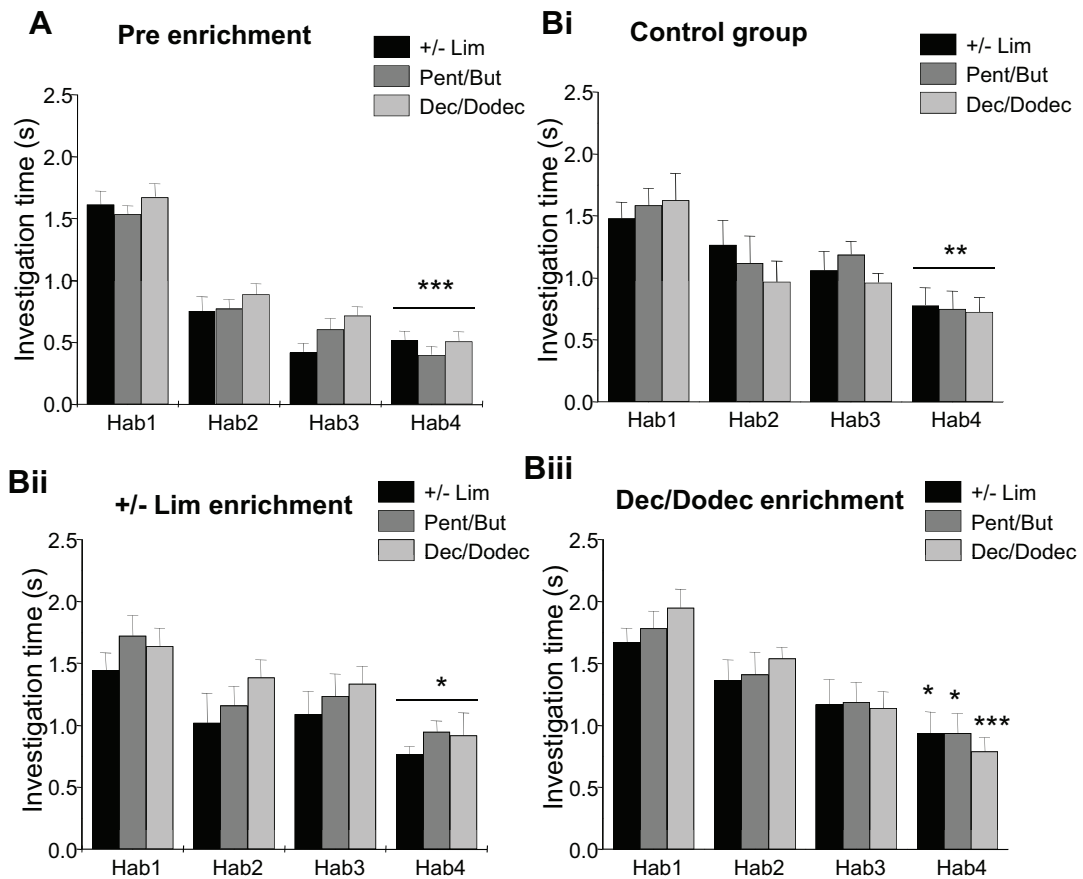 A
Pre enrichment
+/- Lim
Pent/But
Dec/Dodec
Investigation time (s)
2.5
2.0
1.5
1.0
0.5
0.0
***
Hab1 Hab2 Hab3 Hab4
Bi
Control group
+/- Lim
Pent/But
Dec/Dodec
Investigation time (s)
2.5
2.0
1.5
1.0
0.5
0.0
**
Hab1 Hab2 Hab3 Hab4
Bii
+/- Lim enrichment
+/- Lim
Pent/But
Dec/Dodec
Investigation time (s)
2.5
2.0
1.5
1.0
0.5
0.0
*
Hab1 Hab2 Hab3 Hab4
Biii
Dec/Dodec enrichment
+/- Lim
Pent/But
Dec/Dodec
Investigation time (s)
2.5
2.0
1.5
1.0
0.5
0.0
* * ***
Hab1 Hab2 Hab3 Hab4